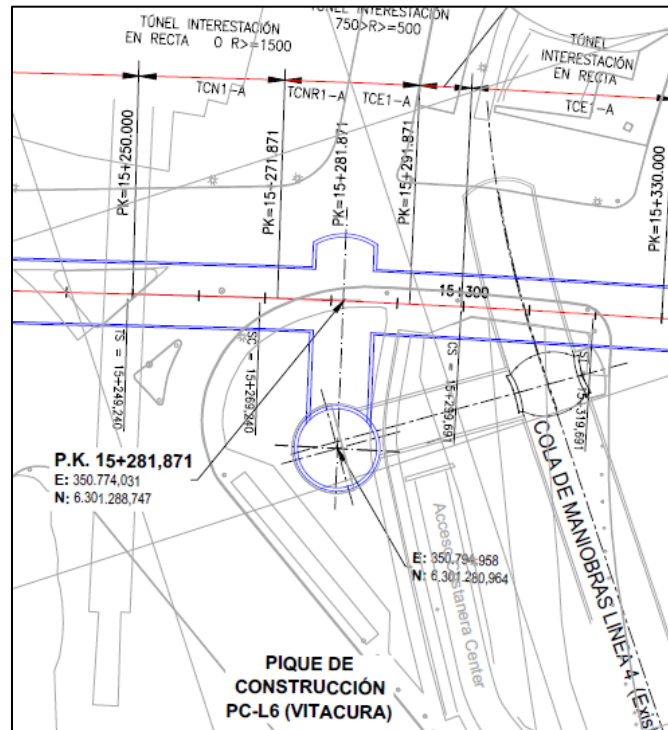 TÚNEL INTERESTACIÓN
EN RECTA O R>=1500
TÚNEL INTERESTACIÓN
750>R>=500
TÚNEL
INTERESTACIÓN
EN RECTA
TCN1-A
TCNR1-A
TCE1-A
TCE1-A
PK=15+250.000
PK=15+271.871
PK=15+281.871
PK=15+291.871
PK=15+330.000
15+300
TS = 15+249,240
SC = 15+269,240
CS = 15+299,691
ST 15+319,691
P.K. 15+281,871
E: 350.774,031
N: 6.301.288,747
E: 350.794,958
N: 6.301.280,964
COLA DE MANIOBRAS LINEA 4. (Exis
PIQUE DE
CONSTRUCCIÓN
PC-L6 (VITACURA)